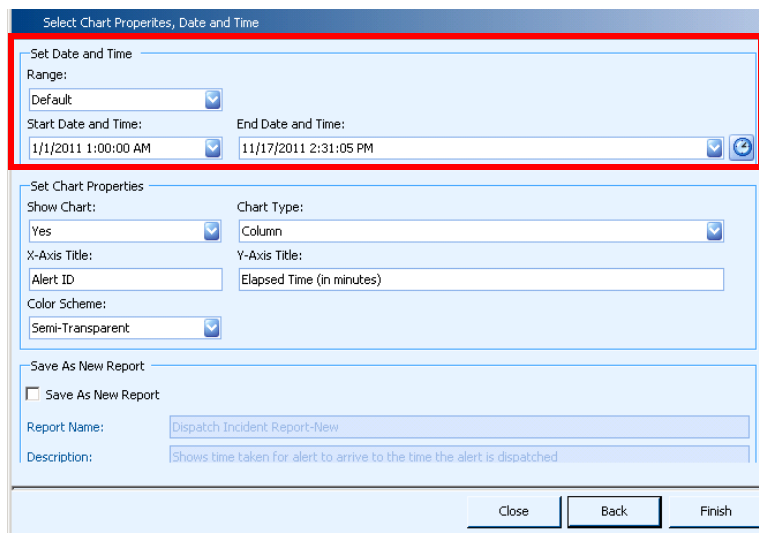 Select Chart Properites, Date and Time
Set Date and Time
Range:
Default
Start Date and Time: End Date and Time:
1/1/2011 1:00:00 AM 11/17/2011 2:31:05 PM
Set Chart Properties
Show Chart: Chart Type:
Yes Column
X-Axis Title: Y-Axis Title:
Alert ID Elapsed Time (in minutes)
Color Scheme:
Semi-Transparent
Save As New Report
Save As New Report
Report Name: Dispatch Incident Report-New
Description: Shows time taken for alert to arrive to the time the alert is dispatched
Close Back Finish